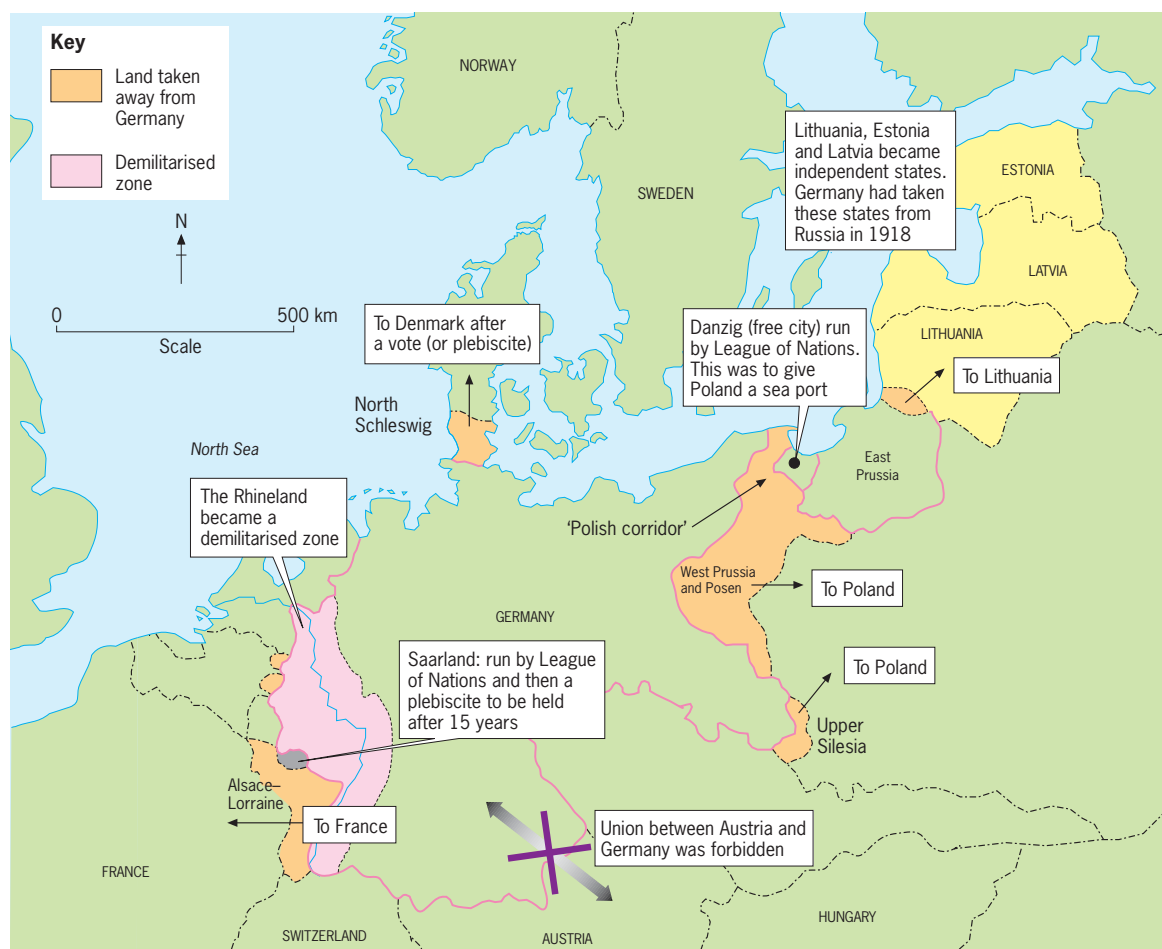 Key
Land taken
away from
Germany
Demilitarised
zone
N
0
500 km
Scale
NORWAY
SWEDEN
Lithuania, Estonia
and Latvia became
independent states.
Germany had taken
these states from
Russia in 1918
ESTONIA
LATVIA
LITHUANIA
To Lithuania
To Denmark after
a vote (or plebiscite)
Danzig (free city) run
by League of Nations.
This was to give
Poland a sea port
North
Schleswig
North Sea
East
Prussia
The Rhineland
became a
demilitarised zone
'Polish corridor'
West Prussia
and Posen
To Poland
GERMANY
Saarland: run by League
of Nations and then a
plebiscite to be held
after 15 years
To Poland
Upper
Silesia
Alsace–
Lorraine
To France
Union between Austria and
Germany was forbidden
FRANCE
SWITZERLAND
AUSTRIA
HUNGARY